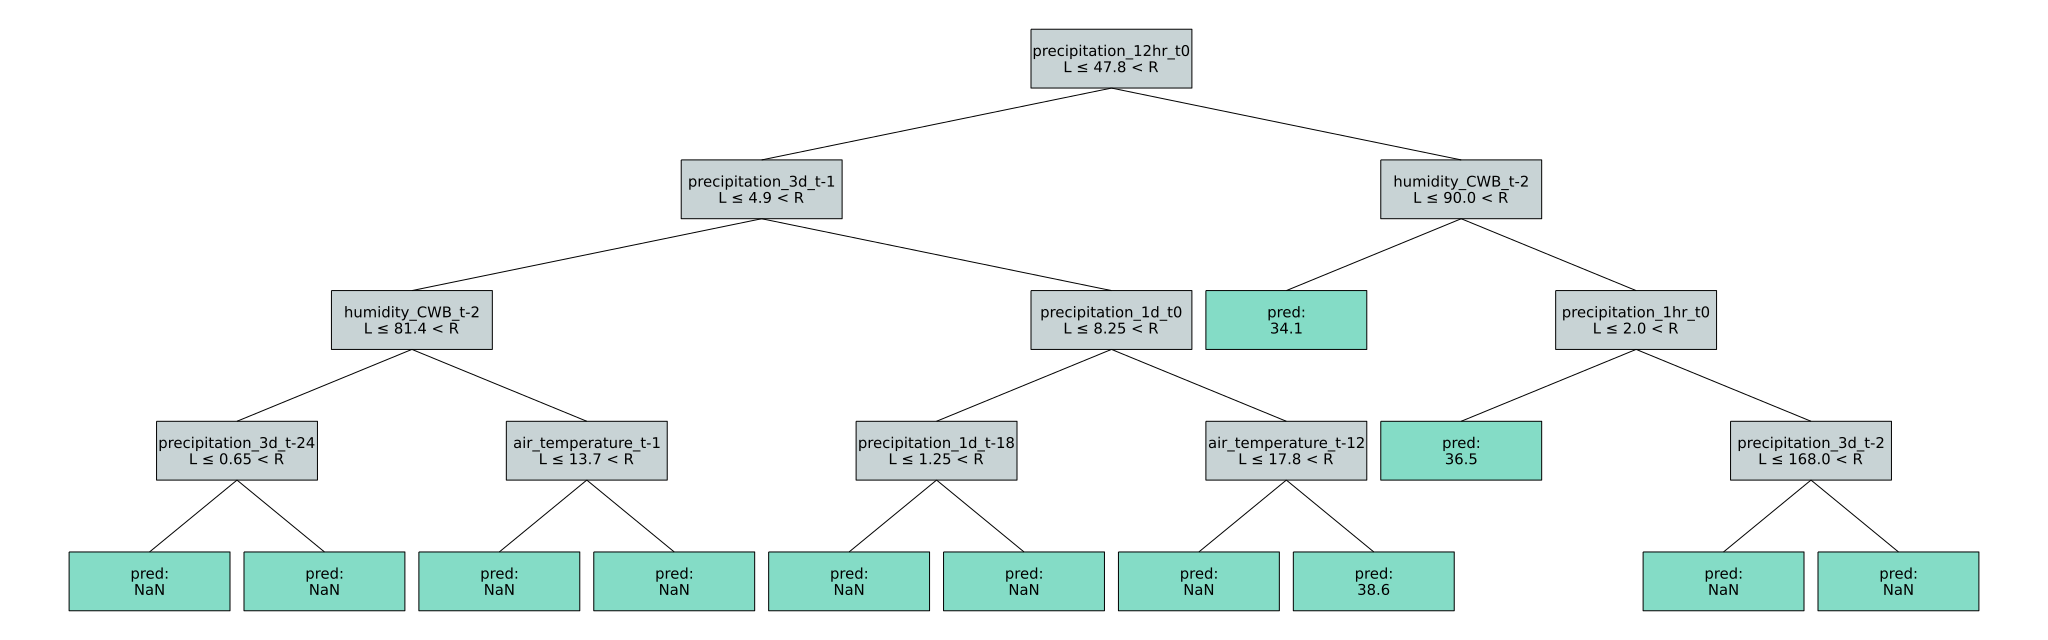 precipitation_12hr_t0
L ≤ 47.8 < R
precipitation_3d_t-1
L ≤ 4.9 < R
humidity_CWB_t-2
L ≤ 90.0 < R
humidity_CWB_t-2
L ≤ 81.4 < R
precipitation_1d_t0
L ≤ 8.25 < R
pred:
34.1
precipitation_1hr_t0
L ≤ 2.0 < R
precipitation_3d_t-24
L ≤ 0.65 < R
air_temperature_t-1
L ≤ 13.7 < R
precipitation_1d_t-18
L ≤ 1.25 < R
air_temperature_t-12
L ≤ 17.8 < R
pred:
36.5
precipitation_3d_t-2
L ≤ 168.0 < R
pred:
NaN
pred:
NaN
pred:
NaN
pred:
NaN
pred:
NaN
pred:
NaN
pred:
NaN
pred:
38.6
pred:
NaN
pred:
NaN